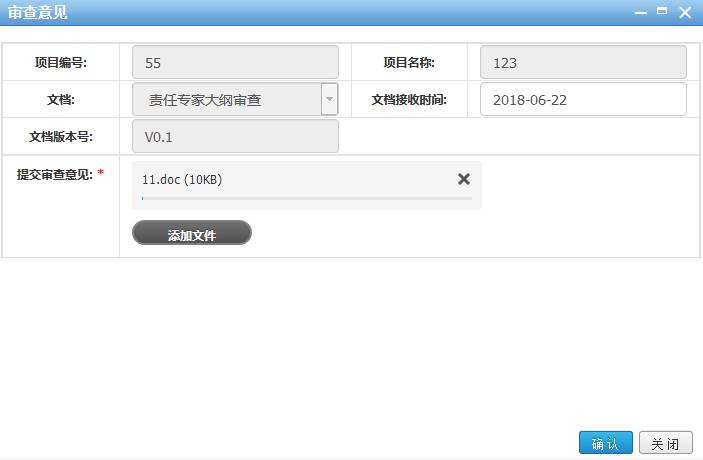 审查意见
项目编号: 55 项目名称: 123
文档: 责任专家大纲审查 文档接收时间: 2018-06-22
文档版本号: V0.1
提交审查意见: * 11.doc (10KB)
添加文件
确认 关闭